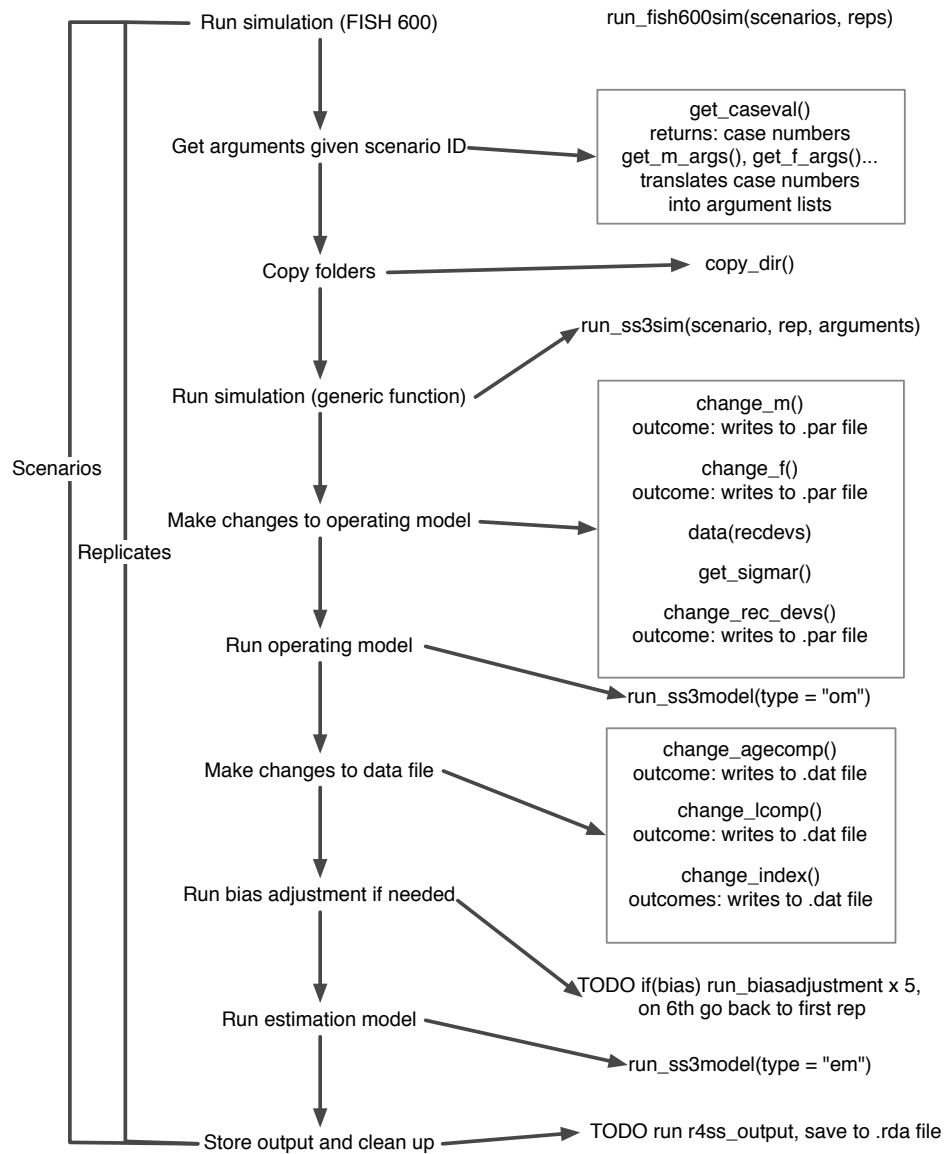 Run simulation (FISH 600)
run_fish600sim(scenarios, reps)
get_caseval()
returns: case numbers
get_m_args(), get_f_args()...
translates case numbers
into argument lists
Get arguments given scenario ID
Copy folders
copy_dir()
run_ss3sim(scenario, rep, arguments)
Run simulation (generic function)
change_m()
outcome: writes to .par file
change_f()
outcome: writes to .par file
data(recdevs)
get_sigmar()
change_rec_devs()
outcome: writes to .par file
Scenarios
Make changes to operating model
Replicates
Run operating model
run_ss3model(type = "om")
Make changes to data file
change_agecomp()
outcome: writes to .dat file
change_lcomp()
outcome: writes to .dat file
change_index()
outcomes: writes to .dat file
Run bias adjustment if needed
TODO if(bias) run_biasadjustment x 5,
on 6th go back to first rep
Run estimation model
run_ss3model(type = "em")
Store output and clean up
TODO run r4ss_output, save to .rda file